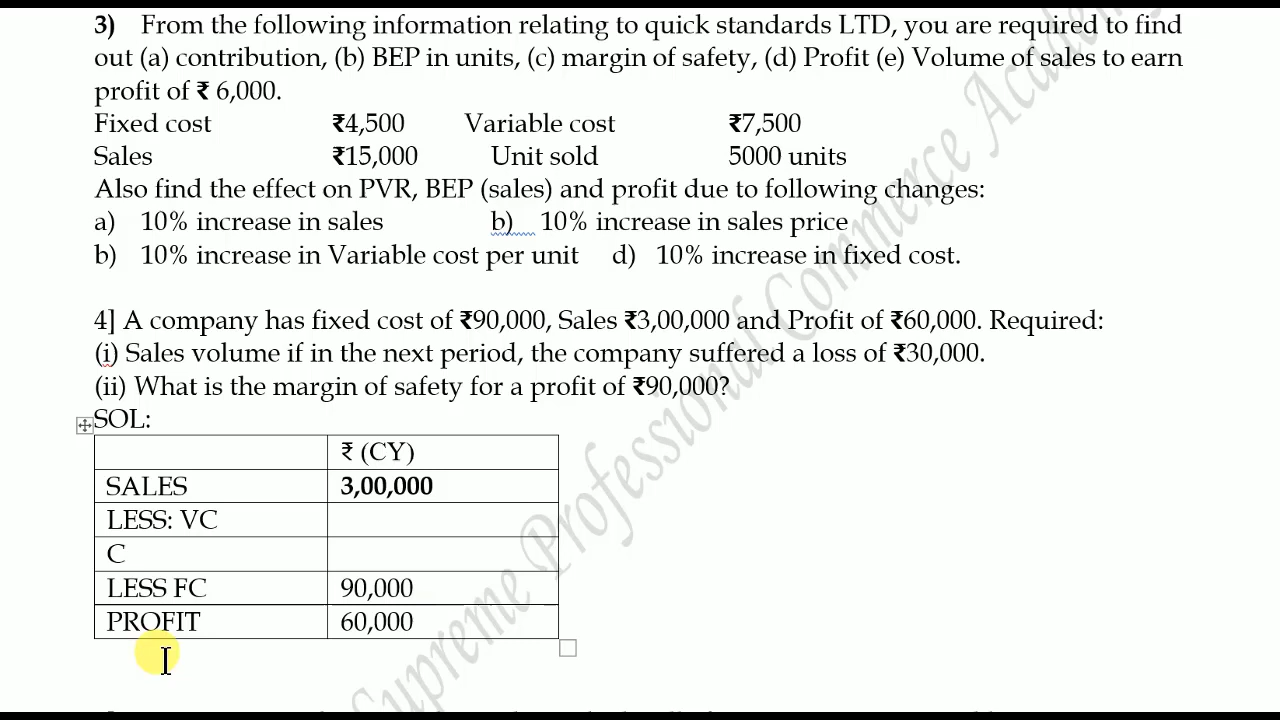 3) From the following information relating to quick standards LTD, you are required to find
out (a) contribution, (b) BEP in units, (c) margin of safety, (d) Profit (e) Volume of sales to earn
profit of ₹ 6,000.
Fixed cost ₹4,500 Variable cost ₹7,500
Sales ₹15,000 Unit sold 5000 units
Also find the effect on PVR, BEP (sales) and profit due to following changes:
a) 10% increase in sales b) 10% increase in sales price
b) 10% increase in Variable cost per unit d) 10% increase in fixed cost.
4] A company has fixed cost of ₹90,000, Sales ₹3,00,000 and Profit of ₹60,000. Required:
(i) Sales volume if in the next period, the company suffered a loss of ₹30,000.
(ii) What is the margin of safety for a profit of ₹90,000?
SOL:
₹ (CY)
SALES 3,00,000
LESS: VC
C
LESS FC 90,000
PROFIT 60,000
Supreme Professional Commerce Academy